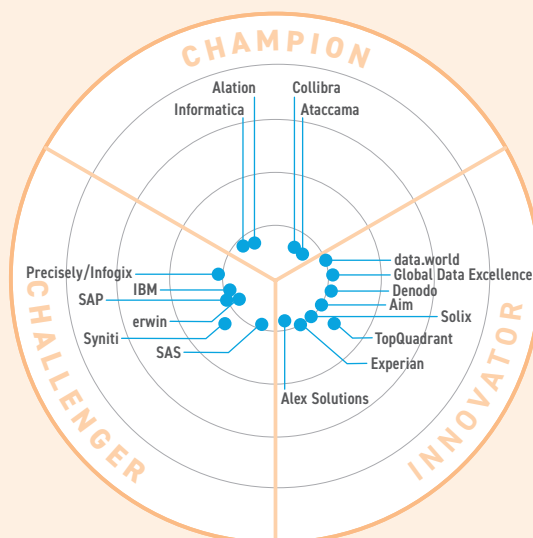 CHAMPION
Alation
Collibra
Informatica
Ataccama
data.world
Precisely/Infogix
Global Data Excellence
IBM
Denodo
SAP
Aim
erwin
Solix
Syniti
TopQuadrant
SAS
Experian
Alex Solutions
CHALLENGER
INNOVATOR